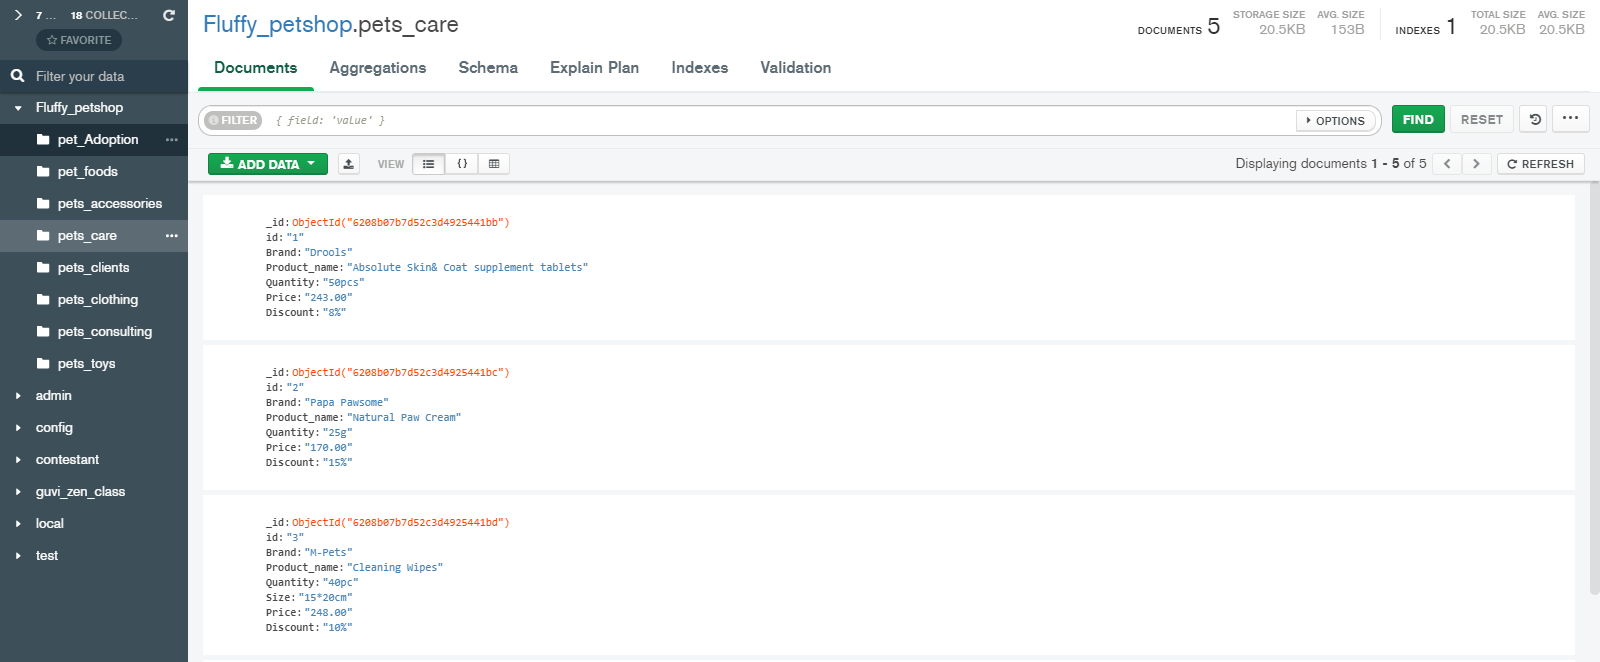 7 ... 18 COLLEC...
FAVORITE
Filter your data
Fluffy_petshop
pet_Adoption ...
pet_foods
pets_accessories
pets_care ...
pets_clients
pets_clothing
pets_consulting
pets_toys
admin
config
contestant
guvi_zen_class
local
test
Fluffy_petshop.pets_care
DOCUMENTS 5
STORAGE SIZE AVG. SIZE
20.5KB 153B
INDEXES 1
TOTAL SIZE AVG. SIZE
20.5KB 20.5KB
Documents Aggregations Schema Explain Plan Indexes Validation
FILTER { field: 'value' } OPTIONS FIND RESET ...
ADD DATA VIEW {} Displaying documents 1 - 5 of 5 < > REFRESH
_id: ObjectId("6208b07b7d52c3d4925441bb")
id: "1"
Brand: "Drools"
Product_name: "Absolute Skin& Coat supplement tablets"
Quantity: "50pcs"
Price: "243.00"
Discount: "8%"
_id: ObjectId("6208b07b7d52c3d4925441bc")
id: "2"
Brand: "Papa Pawsome"
Product_name: "Natural Paw Cream"
Quantity: "25g"
Price: "170.00"
Discount: "15%"
_id: ObjectId("6208b07b7d52c3d4925441bd")
id: "3"
Brand: "M-Pets"
Product_name: "Cleaning Wipes"
Quantity: "40pc"
Size: "15*20cm"
Price: "248.00"
Discount: "10%"